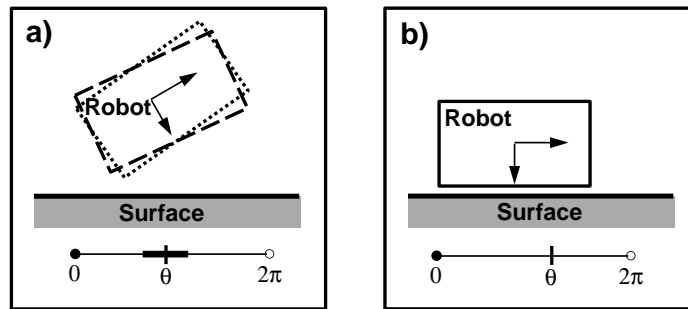 a)
Robot
Surface
0
θ
2π
b)
Robot
Surface
0
θ
2π